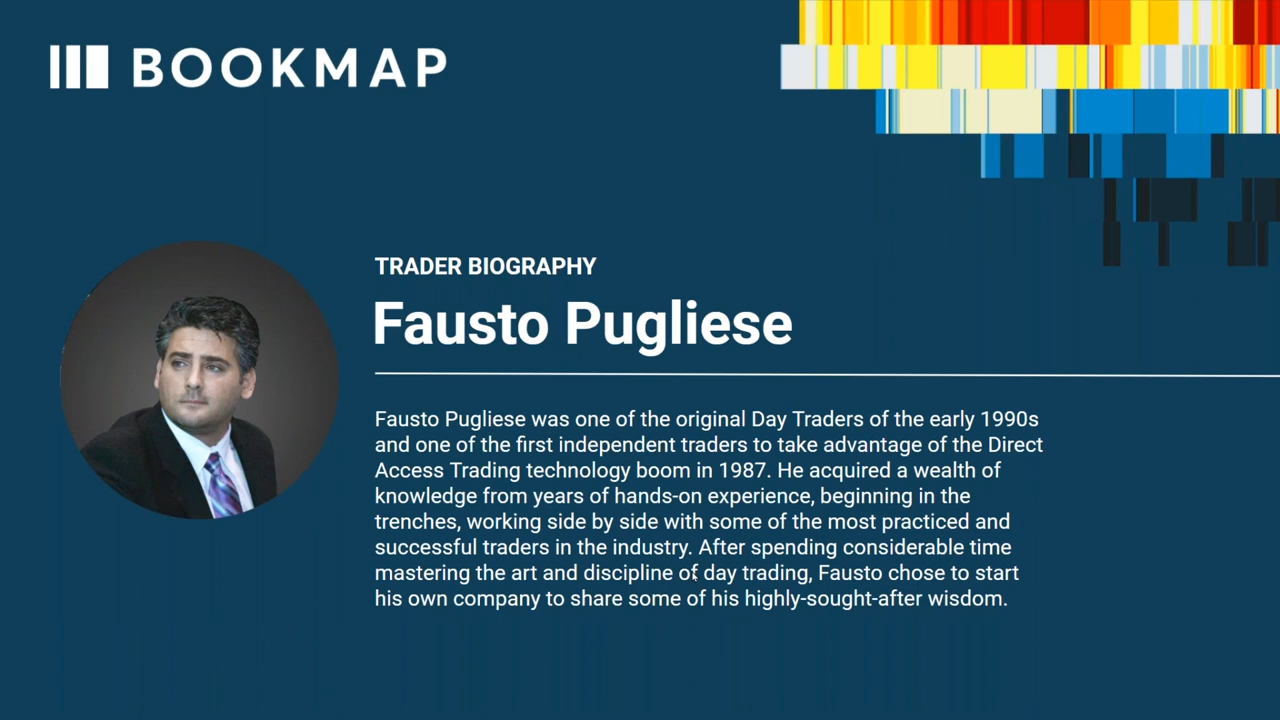 BOOKMAP
TRADER BIOGRAPHY
Fausto Pugliese
Fausto Pugliese was one of the original Day Traders of the early 1990s
and one of the first independent traders to take advantage of the Direct
Access Trading technology boom in 1987. He acquired a wealth of
knowledge from years of hands-on experience, beginning in the
trenches, working side by side with some of the most practiced and
successful traders in the industry. After spending considerable time
mastering the art and discipline of day trading, Fausto chose to start
his own company to share some of his highly-sought-after wisdom.